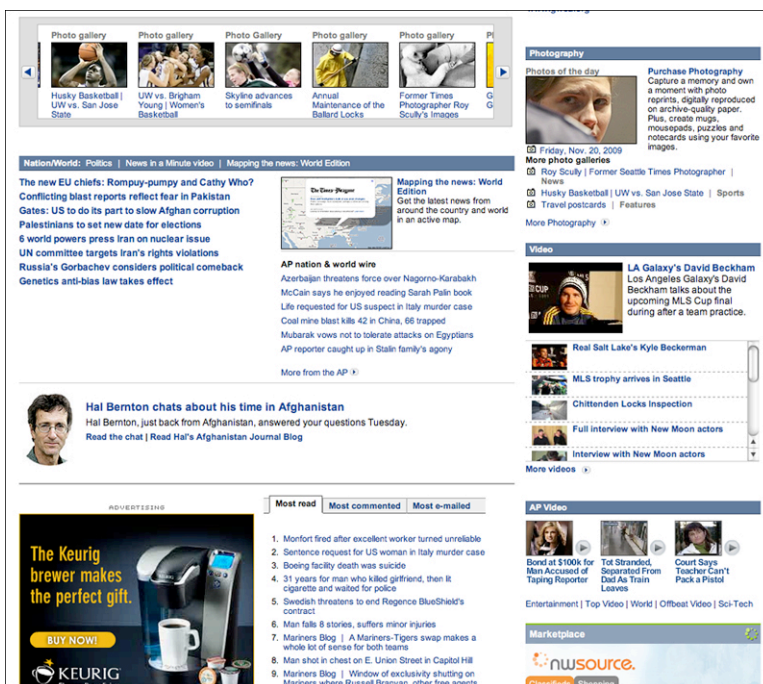 Photo gallery
Husky Basketball |
UW vs. San Jose
State
Photo gallery
UW vs. Brigham
Young | Women's
Basketball
Photo Gallery
Skyline advances
to semifinals
Photo gallery
Annual
Maintenance of the
Ballard Locks
Photo gallery
Former Times
Photographer Roy
Scully's Images
Nation/World: Politics | News in a Minute video | Mapping the news: World Edition
The new EU chiefs: Rompuy-pumpy and Cathy Who?
Conflicting blast reports reflect fear in Pakistan
Gates: US to do its part to slow Afghan corruption
Palestinians to set new date for elections
6 world powers press Iran on nuclear issue
UN committee targets Iran's rights violations
Russia's Gorbachev considers political comeback
Genetics anti-bias law takes effect
Mapping the news: World
Edition
Get the latest news from
around the country and world
in an active map.
AP nation & world wire
Azerbaijan threatens force over Nagorno-Karabakh
McCain says he enjoyed reading Sarah Palin book
Life requested for US suspect in Italy murder case
Coal mine blast kills 42 in China, 66 trapped
Mubarak vows not to tolerate attacks on Egyptians
AP reporter caught up in Stalin family's agony
More from the AP
Hal Bernton chats about his time in Afghanistan
Hal Bernton, just back from Afghanistan, answered your questions Tuesday.
Read the chat | Read Hal's Afghanistan Journal Blog
ADVERTISING
The Keurig
brewer makes
the perfect gift.
BUY NOW!
KEURIG
Most read
Most commented
Most e-mailed
1. Monfort fired after excellent worker turned unreliable
2. Sentence request for US woman in Italy murder case
3. Boeing facility death was suicide
4. 31 years for man who killed girlfriend, then lit
cigarette and waited for police
5. Swedish threatens to end Regence BlueShield's
contract
6. Man falls 8 stories, suffers minor injuries
7. Mariners Blog | A Mariners-Tigers swap makes a
whole lot of sense for both teams
8. Man shot in chest on E. Union Street in Capitol Hill
9. Mariners Blog | Window of exclusivity shutting on
Mariners where Russell Branyan, other free agents
Photography
Photos of the day
Friday, Nov. 20, 2009
Purchase Photography
Capture a memory and own
a moment with photo
reprints, digitally reproduced
on archive-quality paper.
Plus, create mugs,
mousepads, puzzles and
notecards using your favorite
images.
More photo galleries
Roy Scully | Former Seattle Times Photographer |
News
Husky Basketball | UW vs. San Jose State | Sports
Travel postcards | Features
More Photography
Video
LA Galaxy's David Beckham
Los Angeles Galaxy's David
Beckham talks about the
upcoming MLS Cup final
during after a team practice.
Real Salt Lake's Kyle Beckerman
MLS trophy arrives in Seattle
Chittenden Locks Inspection
Full interview with New Moon actors
Interview with New Moon actors
More videos
AP Video
Bond at $100k for
Man Accused of
Taping Reporter
Tot Stranded,
Separated From
Dad As Train
Leaves
Court Says
Teacher Can't
Pack a Pistol
Entertainment | Top Video | World | Offbeat Video | Sci-Tech
Marketplace
nwsource.
Classifieds Shopping